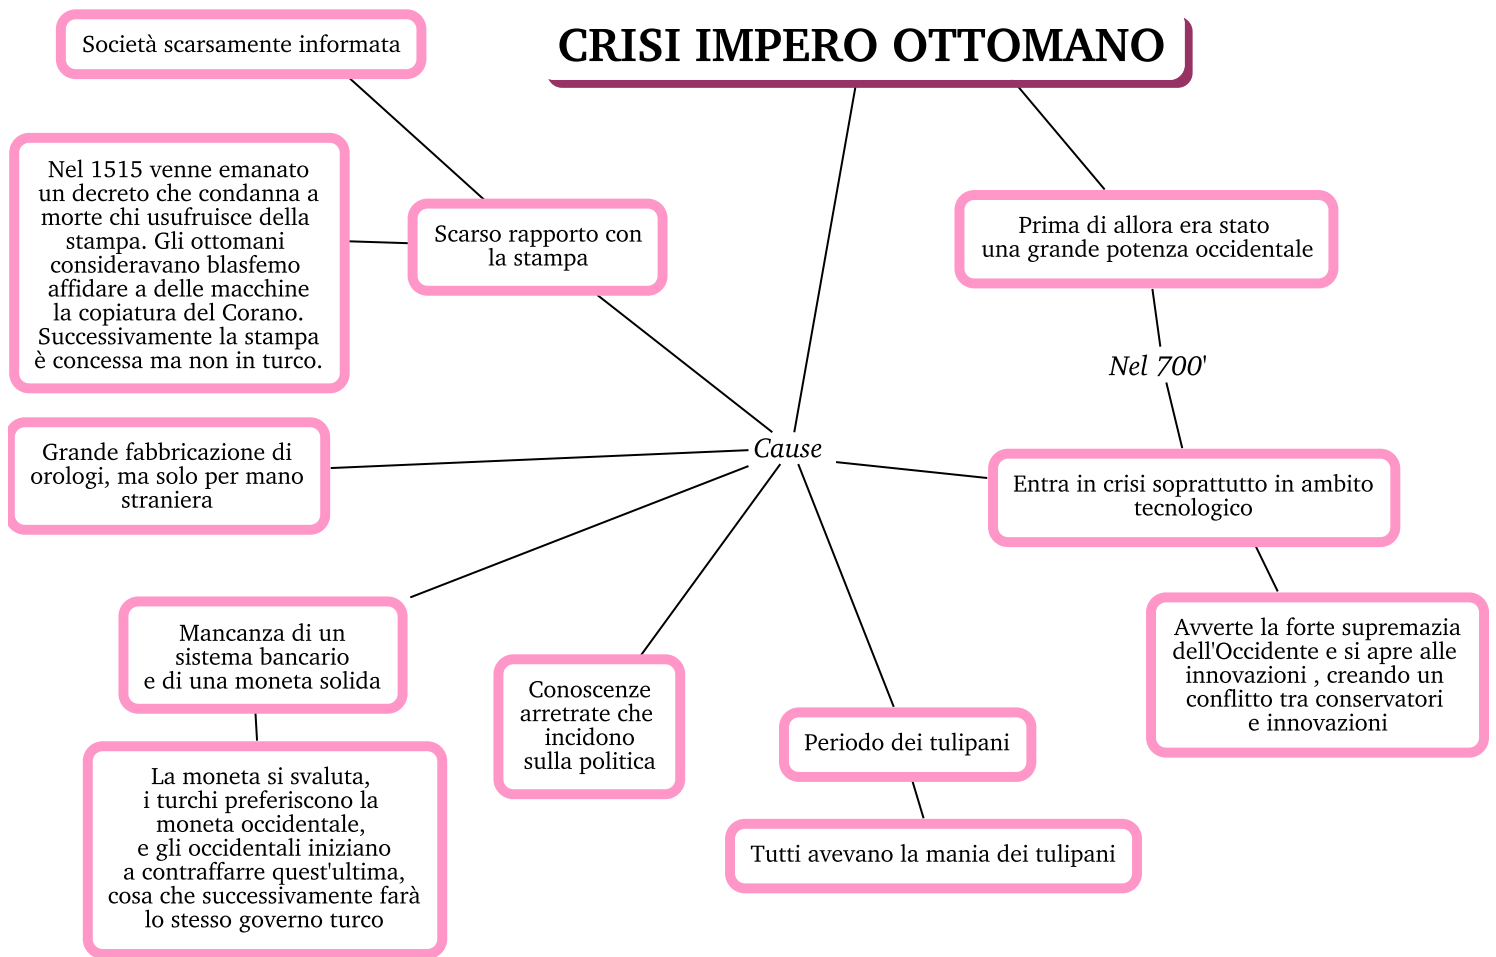 CRISI IMPERO OTTOMANO
Società scarsamente informata
Nel 1515 venne emanato
un decreto che condanna a
morte chi usufruisce della
stampa. Gli ottomani
consideravano blasfemo
affidare a delle macchine
la copiatura del Corano.
Successivamente la stampa
è concessa ma non in turco.
Scarso rapporto con
la stampa
Prima di allora era stato
una grande potenza occidentale
Nel 700'
Cause
Grande fabbricazione di
orologi, ma solo per mano
straniera
Entra in crisi soprattutto in ambito
tecnologico
Avverte la forte supremazia
dell'Occidente e si apre alle
innovazioni , creando un
conflitto tra conservatori
e innovazioni
Mancanza di un
sistema bancario
e di una moneta solida
Conoscenze
arretrate che
incidono
sulla politica
Periodo dei tulipani
Tutti avevano la mania dei tulipani
La moneta si svaluta,
i turchi preferiscono la
moneta occidentale,
e gli occidentali iniziano
a contraffarre quest'ultima,
cosa che successivamente farà
lo stesso governo turco